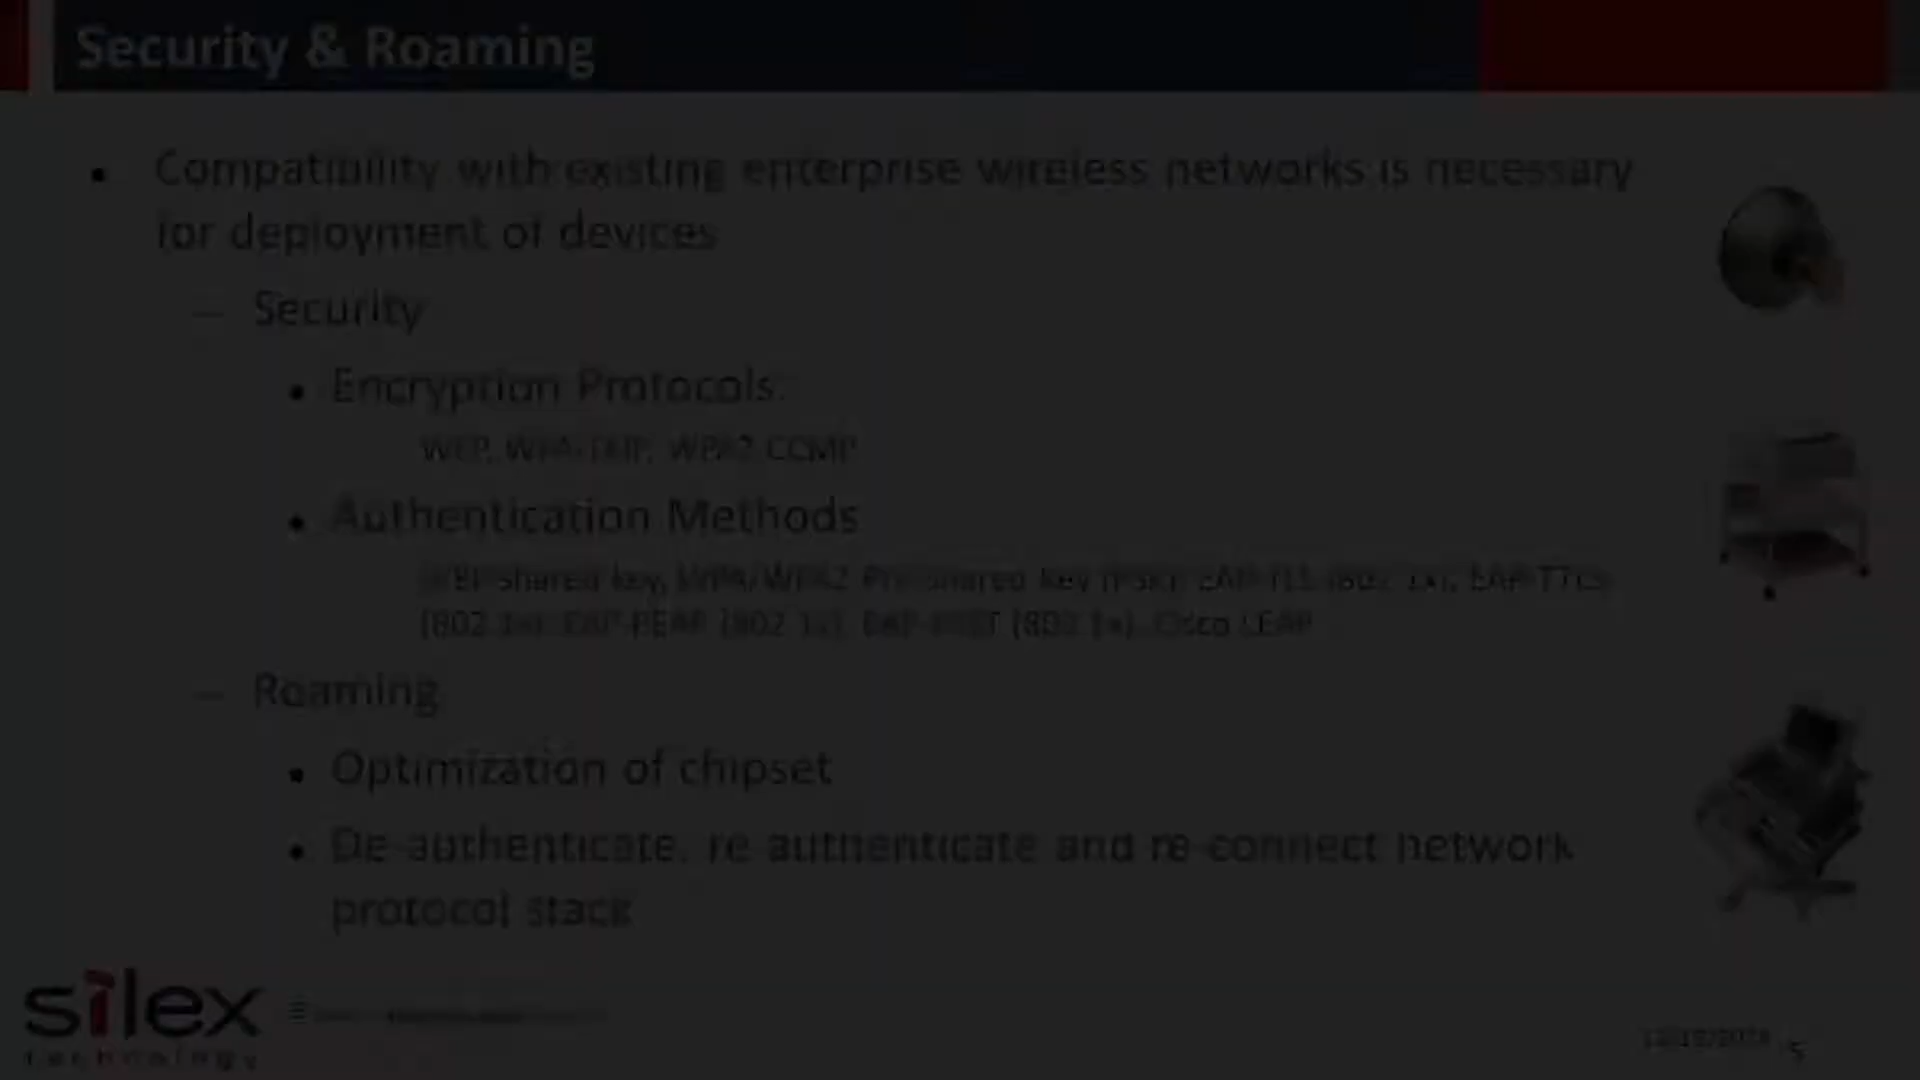 Security & Roaming
• Compatibility with existing enterprise wireless networks is necessary
for deployment of devices
– Security
• Encryption Protocols:
WEP, WPA-TKIP, WPA2 CCMP
• Authentication Methods
Shared key, WPA/WPA2 Pre-Shared Key (PSK), EAP-TLS (802.1x), EAP-TTLS
(802.1x), EAP-PEAP (802.1x), EAP-FAST (802.1x), Cisco LEAP
– Roaming
• Optimization of chipset
• De-authenticate, re-authenticate and re-connect network
protocol stack
silex
technology
5